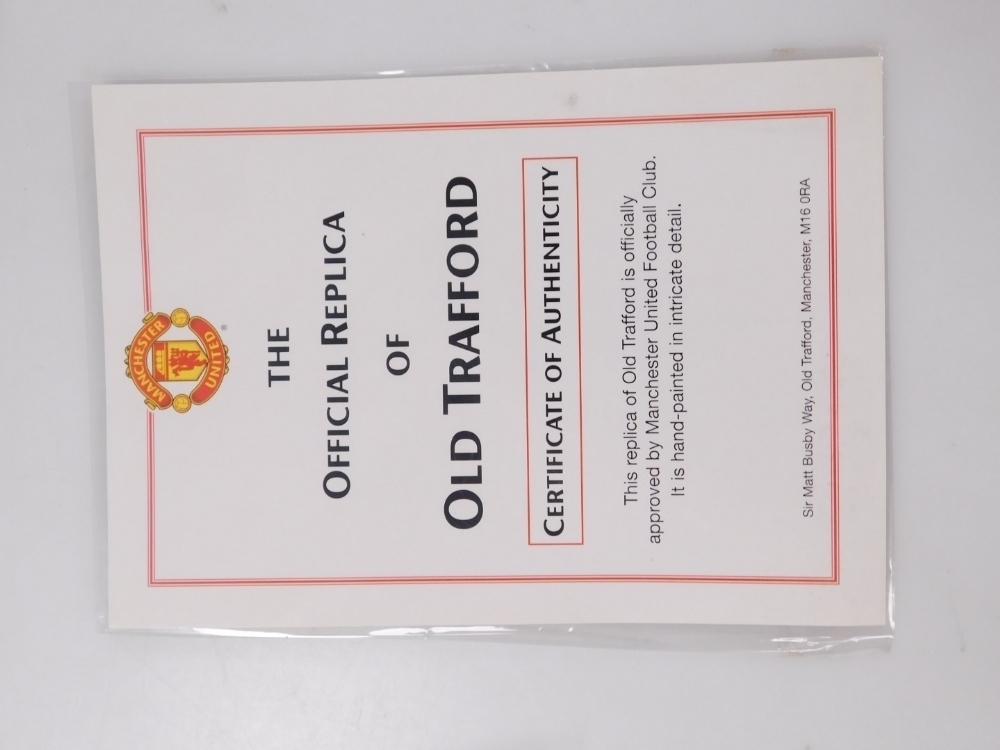 MANCHESTER
UNITED
®
THE
OFFICIAL REPLICA
OF
OLD TRAFFORD
CERTIFICATE OF AUTHENTICITY
This replica of Old Trafford is officially
approved by Manchester United Football Club.
It is hand-painted in intricate detail.
Sir Matt Busby Way, Old Trafford, Manchester, M16 0RA